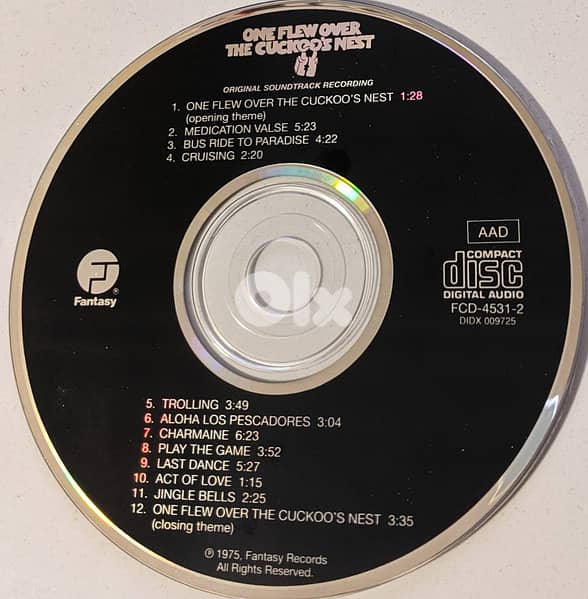 ONE FLEW OVER
THE CUCKOO'S NEST
ORIGINAL SOUNDTRACK RECORDING
1. ONE FLEW OVER THE CUCKOO'S NEST 1:28
(opening theme)
2. MEDICATION VALSE 5:23
3. BUS RIDE TO PARADISE 4:22
4. CRUISING 2:20
Fantasy®
AAD
COMPACT
disc
DIGITAL AUDIO
FCD-4531-2
DIDX 009725
olx
5. TROLLING 3:49
6. ALOHA LOS PESCADORES 3:04
7. CHARMAINE 6:23
8. PLAY THE GAME 3:52
9. LAST DANCE 5:27
10. ACT OF LOVE 1:15
11. JINGLE BELLS 2:25
12. ONE FLEW OVER THE CUCKOO'S NEST 3:35
(closing theme)
℗ 1975, Fantasy Records
All Rights Reserved.